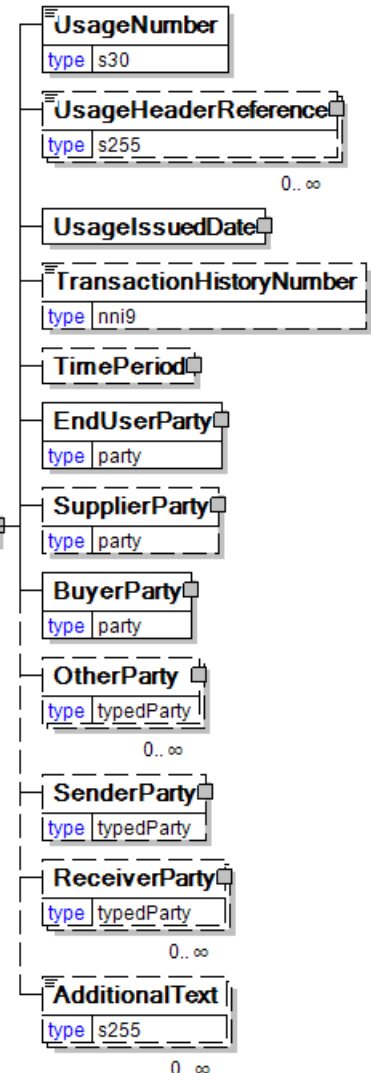 UsageNumber
type s30
UsageHeaderReference
type s255
0..∞
UsageIssuedDate
TransactionHistoryNumber
type nni9
TimePeriod
EndUserParty
type party
SupplierParty
type party
BuyerParty
type party
OtherParty
type typedParty
0..∞
SenderParty
type typedParty
ReceiverParty
type typedParty
0..∞
AdditionalText
type s255
0..∞